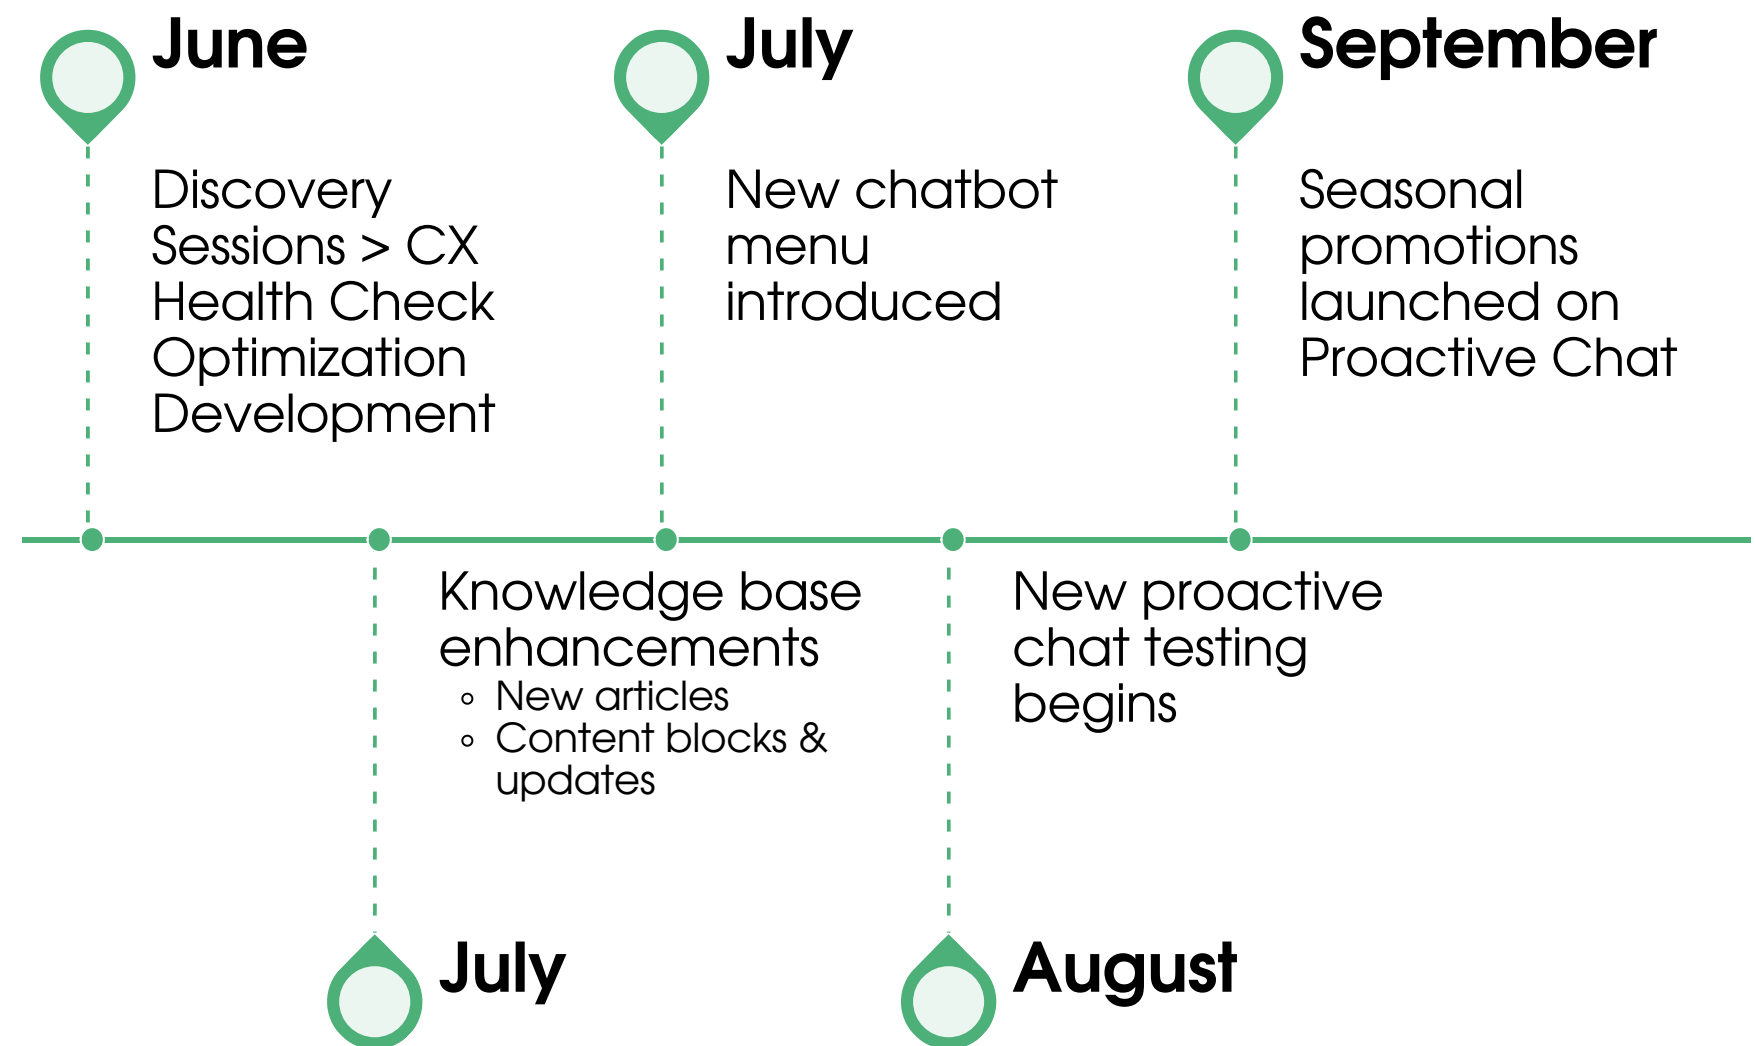 June
Discovery
Sessions > CX
Health Check
Optimization
Development
July
New chatbot
menu
introduced
September
Seasonal
promotions
launched on
Proactive Chat
Knowledge base
enhancements
New articles
Content blocks &
updates
July
New proactive
chat testing
begins
August